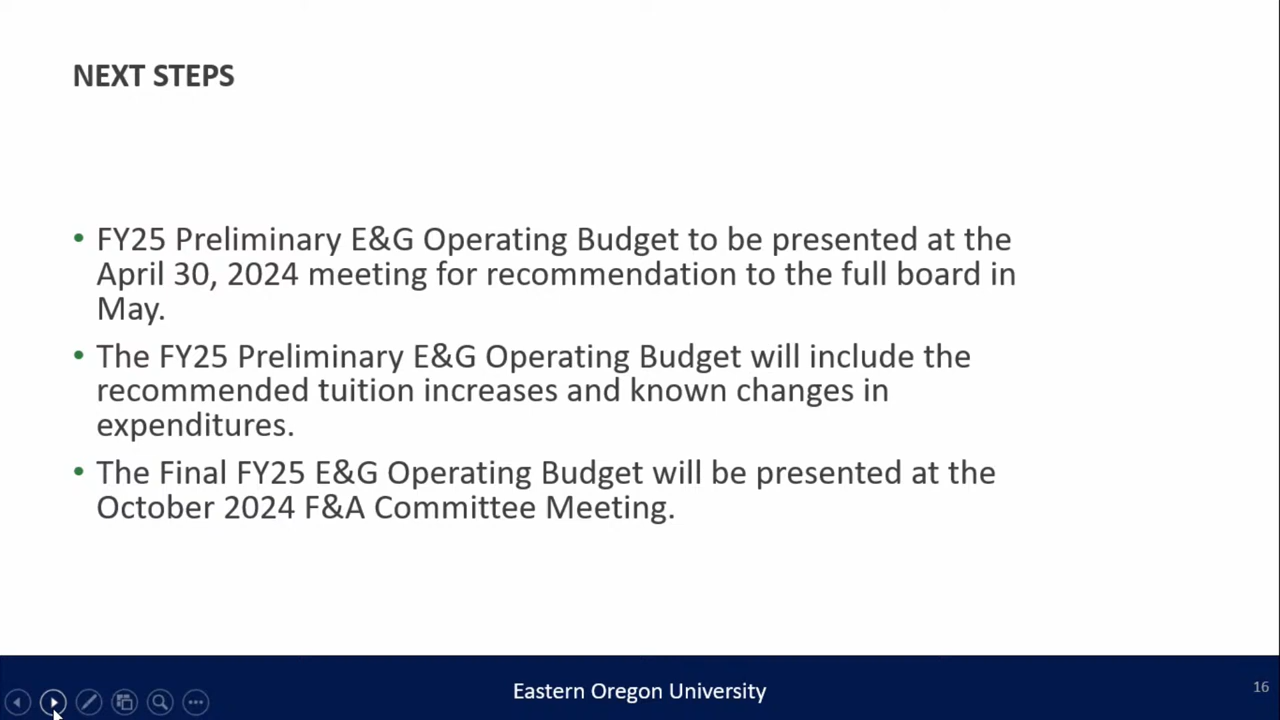 NEXT STEPS
• FY25 Preliminary E&G Operating Budget to be presented at the
April 30, 2024 meeting for recommendation to the full board in
May.
• The FY25 Preliminary E&G Operating Budget will include the
recommended tuition increases and known changes in
expenditures.
• The Final FY25 E&G Operating Budget will be presented at the
October 2024 F&A Committee Meeting.
Eastern Oregon University
16